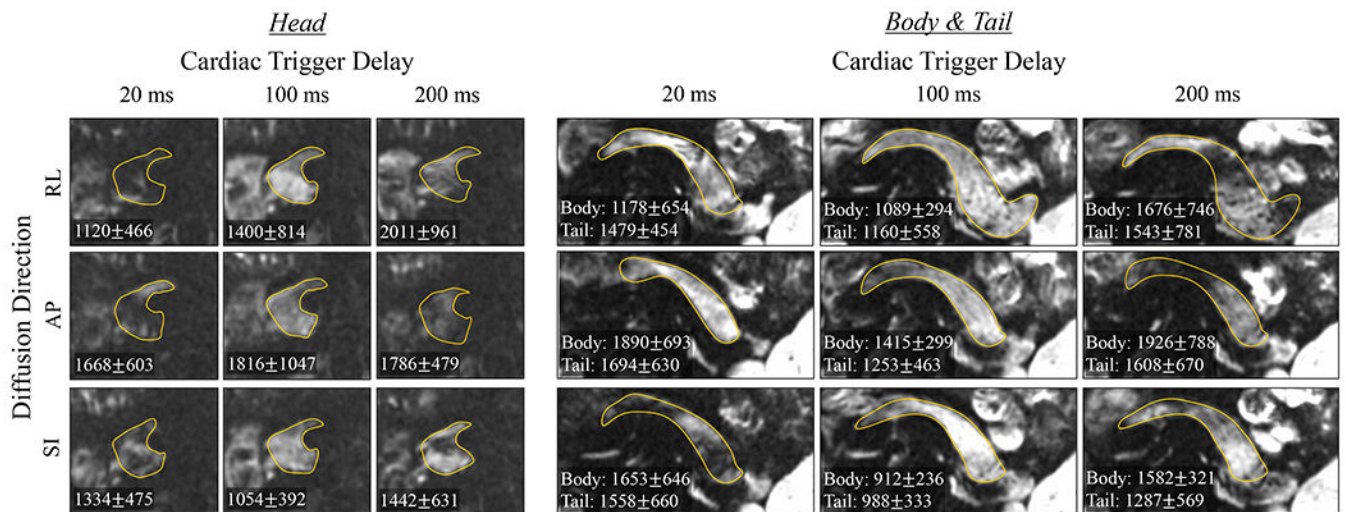 Head
Body & Tail
Cardiac Trigger Delay
Cardiac Trigger Delay
20 ms
100 ms
200 ms
20 ms
100 ms
200 ms
Diffusion Direction
RL
1120±466
1400±814
2011±961
Body: 1178±654
Tail: 1479±454
Body: 1089±294
Tail: 1160±558
Body: 1676±746
Tail: 1543±781
AP
1668±603
1816±1047
1786±479
Body: 1890±693
Tail: 1694±630
Body: 1415±299
Tail: 1253±463
Body: 1926±788
Tail: 1608±670
SI
1334±475
1054±392
1442±631
Body: 1653±646
Tail: 1558±660
Body: 912±236
Tail: 988±333
Body: 1582±321
Tail: 1287±569